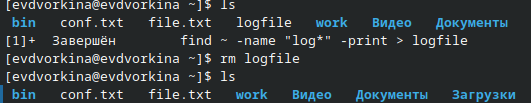 [evdvorkina@evdvorkina ~]$ ls
bin conf.txt file.txt logfile work Видео Документы
[1]+ Завершён find ~ -name "log*" -print > logfile
[evdvorkina@evdvorkina ~]$ rm logfile
[evdvorkina@evdvorkina ~]$ ls
bin conf.txt file.txt work Видео Документы Загрузки